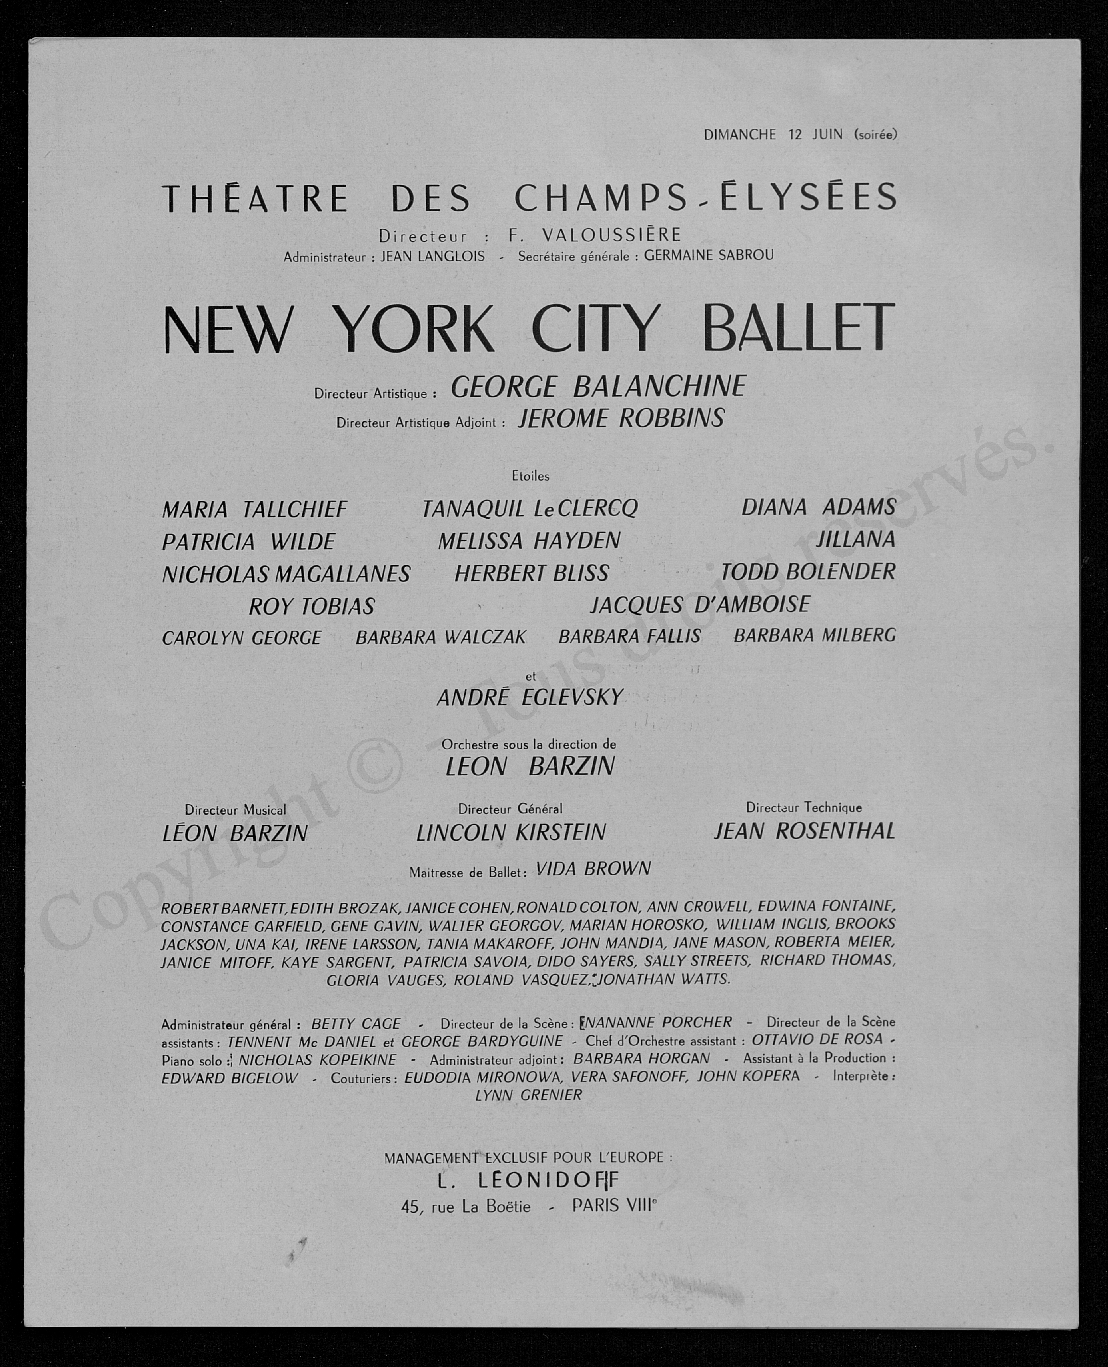 DIMANCHE 12 JUIN (soirée)
THÉATRE DES CHAMPS-ÉLYSÉES
Directeur : F. VALOUSSIÈRE
Administrateur : JEAN LANGLOIS - Secrétaire générale : GERMAINE SABROU
NEW YORK CITY BALLET
Directeur Artistique : GEORGE BALANCHINE
Directeur Artistique Adjoint : JEROME ROBBINS
Etoiles
MARIA TALLCHIEF TANAQUIL Le CLERCQ DIANA ADAMS
PATRICIA WILDE MELISSA HAYDEN JILLANA
NICHOLAS MAGALLANES HERBERT BLISS TODD BOLENDER
ROY TOBIAS JACQUES D'AMBOISE
CAROLYN GEORGE BARBARA WALCZAK BARBARA FALLIS BARBARA MILBERG
et
ANDRÉ EGLEVSKY
Orchestre sous la direction de
LEON BARZIN
Directeur Musical Directeur Général Directeur Technique
LÉON BARZIN LINCOLN KIRSTEIN JEAN ROSENTHAL
Maitresse de Ballet : VIDA BROWN
ROBERT BARNETT, EDITH BROZAK, JANICE COHEN, RONALD COLTON, ANN CROWELL, EDWINA FONTAINE,
CONSTANCE GARFIELD, GENE GAVIN, WALTER GEORGOV, MARIAN HOROSKO, WILLIAM INGLIS, BROOKS
JACKSON, UNA KAI, IRENE LARSSON, TANIA MAKAROFF, JOHN MANDIA, JANE MASON, ROBERTA MEIER,
JANICE MITOFF, KAYE SARGENT, PATRICIA SAVOIA, DIDO SAYERS, SALLY STREETS, RICHARD THOMAS,
GLORIA VAUGES, ROLAND VASQUEZ, JONATHAN WATTS.
Administrateur général : BETTY CAGE - Directeur de la Scène : NANANNE PORCHER - Directeur de la Scène
assistants : TENNENT Mc DANIEL et GEORGE BARDYGUINE - Chef d'Orchestre assistant : OTTAVIO DE ROSA -
Piano solo : NICHOLAS KOPEIKINE - Administrateur adjoint : BARBARA HORGAN - Assistant à la Production :
EDWARD BIGELOW - Couturiers : EUDODIA MIRONOWA, VERA SAFONOFF, JOHN KOPERA - Interprète :
LYNN GRENIER
MANAGEMENT EXCLUSIF POUR L'EUROPE :
L. LÉONIDOFF
45, rue La Boëtie - PARIS VIIIe
Copyright © - Tous droits réservés.